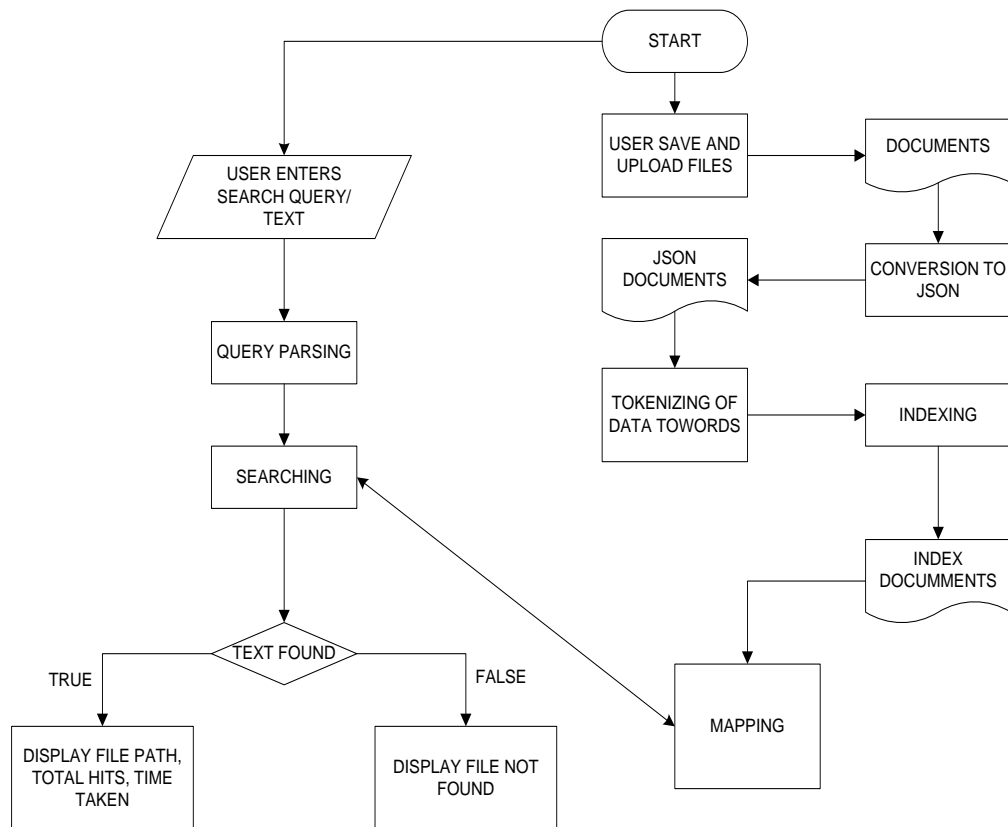 START
USER SAVE AND
UPLOAD FILES
DOCUMENTS
USER ENTERS
SEARCH QUERY/
TEXT
JSON
DOCUMENTS
CONVERSION TO
JSON
QUERY PARSING
TOKENIZING OF
DATA TOWORDS
INDEXING
SEARCHING
INDEX
DOCUMMENTS
TEXT FOUND
TRUE
FALSE
MAPPING
DISPLAY FILE PATH,
TOTAL HITS, TIME
TAKEN
DISPLAY FILE NOT
FOUND